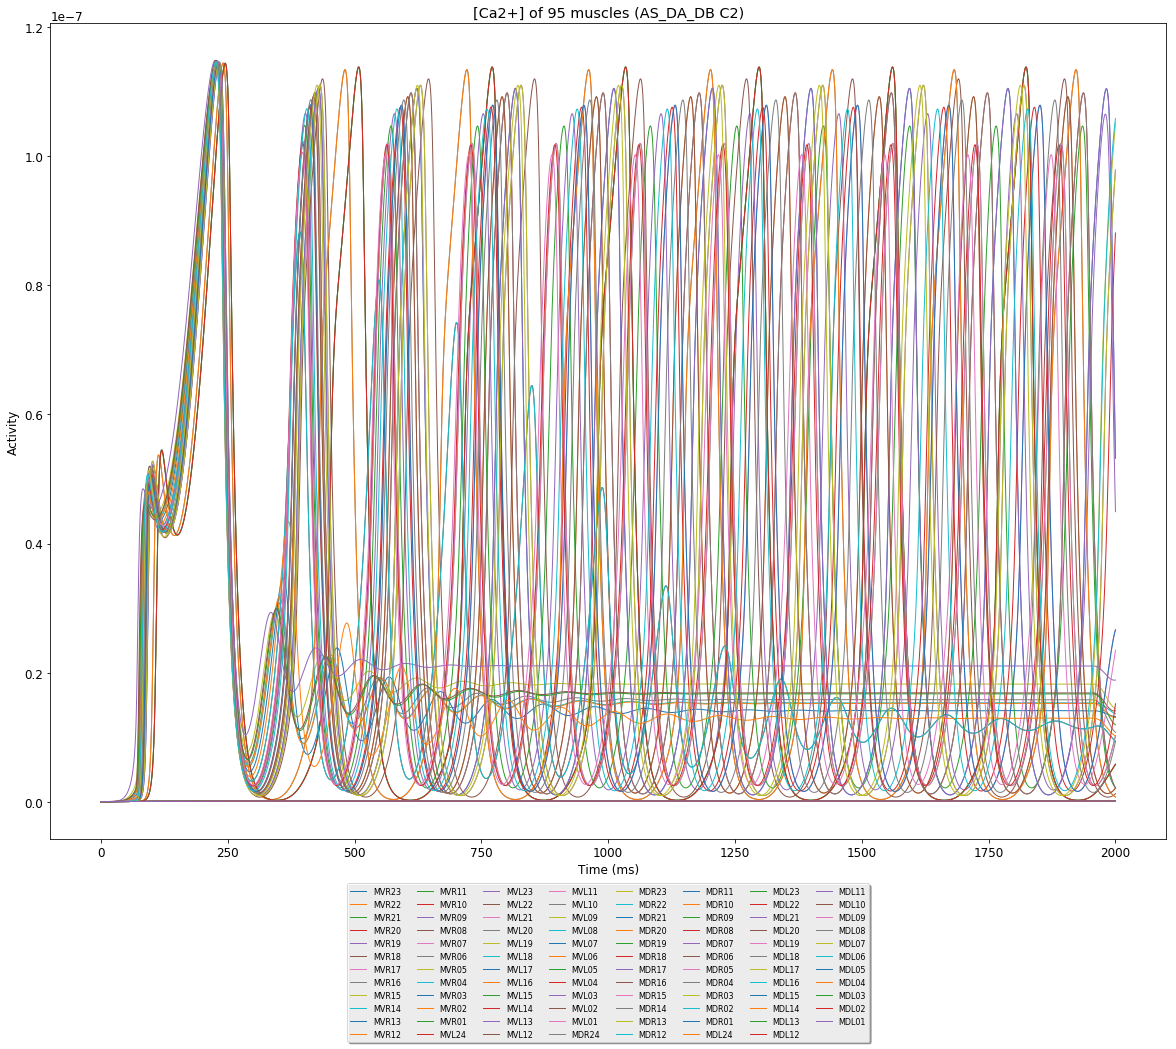 [Ca2+] of 95 muscles (AS_DA_DB C2)
1e−7
1.2
1.0
0.8
0.6
0.4
0.2
0.0
Activity
0 250 500 750 1000 1250 1500 1750 2000
Time (ms)
MVR23 MVR11 MVL23 MVL11 MDR23 MDR11 MDL23 MDL11
MVR22 MVR10 MVL22 MVL10 MDR22 MDR10 MDL22 MDL10
MVR21 MVR09 MVL21 MVL09 MDR21 MDR09 MDL21 MDL09
MVR20 MVR08 MVL20 MVL08 MDR20 MDR08 MDL20 MDL08
MVR19 MVR07 MVL19 MVL07 MDR19 MDR07 MDL19 MDL07
MVR18 MVR06 MVL18 MVL06 MDR18 MDR06 MDL18 MDL06
MVR17 MVR05 MVL17 MVL05 MDR17 MDR05 MDL17 MDL05
MVR16 MVR04 MVL16 MVL04 MDR16 MDR04 MDL16 MDL04
MVR15 MVR03 MVL15 MVL03 MDR15 MDR03 MDL15 MDL03
MVR14 MVR02 MVL14 MVL02 MDR14 MDR02 MDL14 MDL02
MVR13 MVR01 MVL13 MVL01 MDR13 MDR01 MDL13 MDL01
MVR12 MVL24 MVL12 MDR24 MDR12 MDL24 MDL12